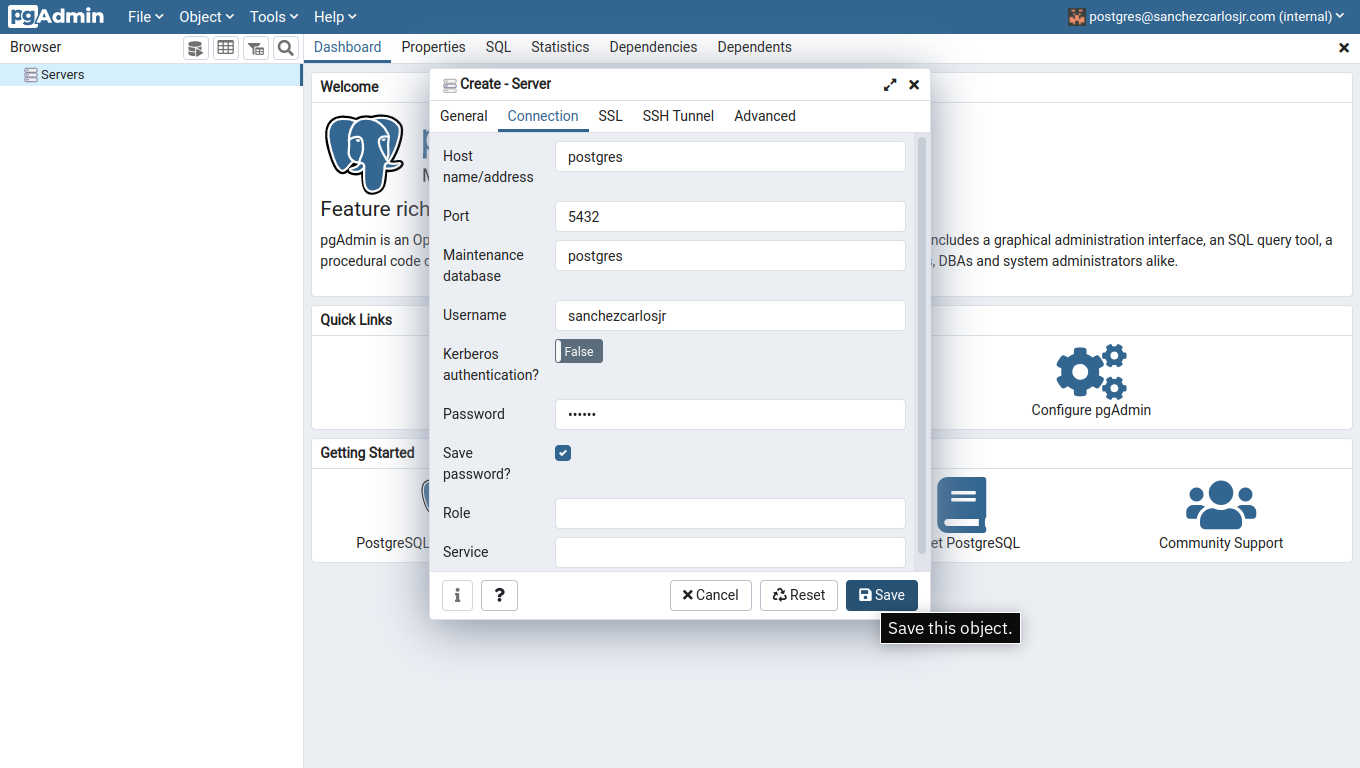 pgAdmin File Object Tools Help postgres@sanchezcarlosjr.com (internal)
Browser Dashboard Properties SQL Statistics Dependencies Dependents
Servers
Create - Server
General Connection SSL SSH Tunnel Advanced
Welcome
Feature rich
pgAdmin is an Op
procedural code
ncludes a graphical administration interface, an SQL query tool, a
, DBAs and system administrators alike.
Quick Links
Configure pgAdmin
Getting Started
PostgreSQL
et PostgreSQL
Community Support
Host
name/address
postgres
Port
5432
Maintenance
database
postgres
Username
sanchezcarlosjr
Kerberos
authentication?
False
Password
••••••
Save
password?
Role
Service
i ? Cancel Reset Save
Save this object.